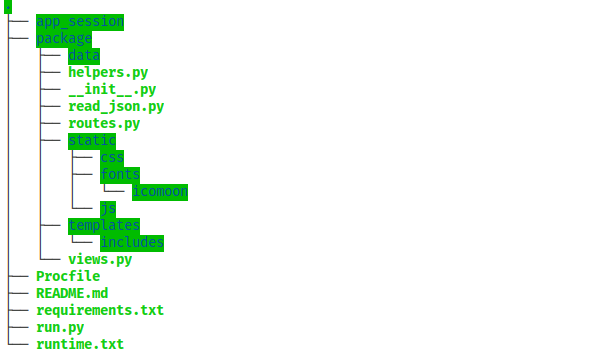 .
├── app_session
├── package
│   ├── data
│   ├── helpers.py
│   ├── __init__.py
│   ├── read_json.py
│   ├── routes.py
│   ├── static
│   │   ├── css
│   │   ├── fonts
│   │   │   └── icomoon
│   │   └── js
│   ├── templates
│   │   └── includes
│   └── views.py
├── Procfile
├── README.md
├── requirements.txt
├── run.py
└── runtime.txt